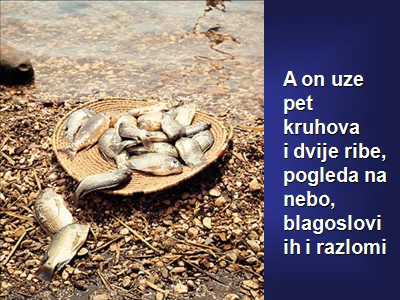 A on uze
pet
kruhova
i dvije ribe,
pogleda na
nebo,
blagoslovi
ih i razlomi